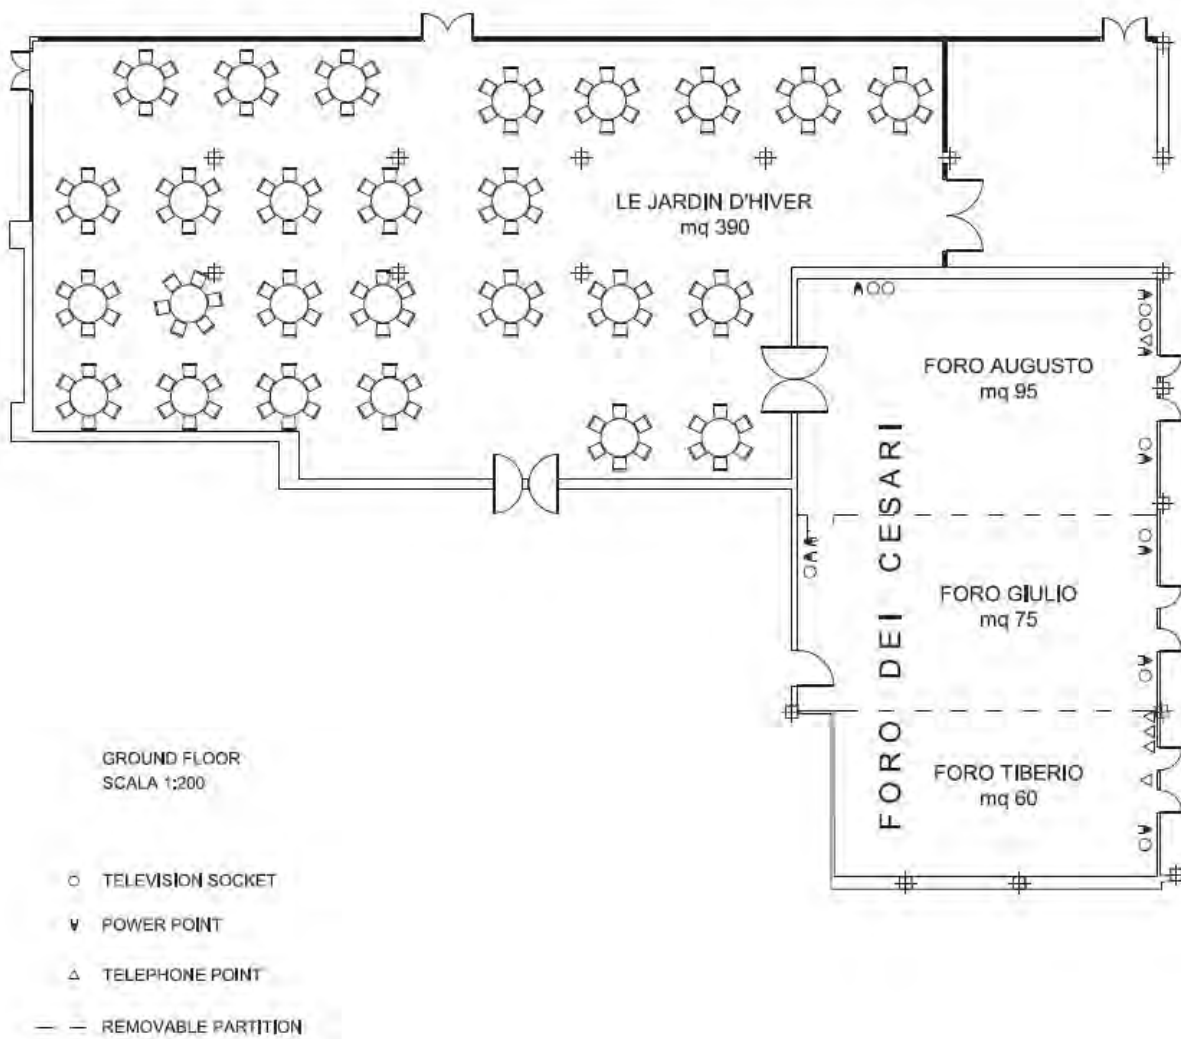 LE JARDIN D'HIVER
mq 390
FORO AUGUSTO
mq 95
FORO DEI CESARI
FORO GIULIO
mq 75
FORO TIBERIO
mq 60
GROUND FLOOR
SCALA 1:200
TELEVISION SOCKET
POWER POINT
TELEPHONE POINT
REMOVABLE PARTITION